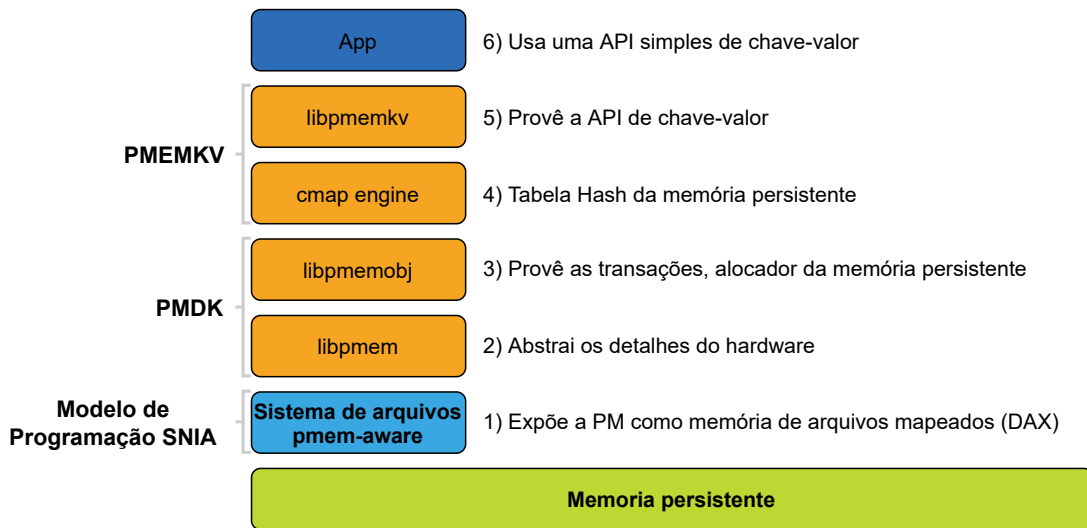 App
6) Usa uma API simples de chave-valor
PMEMKV
libpmemkv
5) Provê a API de chave-valor
cmap engine
4) Tabela Hash da memória persistente
PMDK
libpmemobj
3) Provê as transações, alocador da memória persistente
libpmem
2) Abstrai os detalhes do hardware
Modelo de
Programação SNIA
Sistema de arquivos
pmem-aware
1) Expõe a PM como memória de arquivos mapeados (DAX)
Memoria persistente